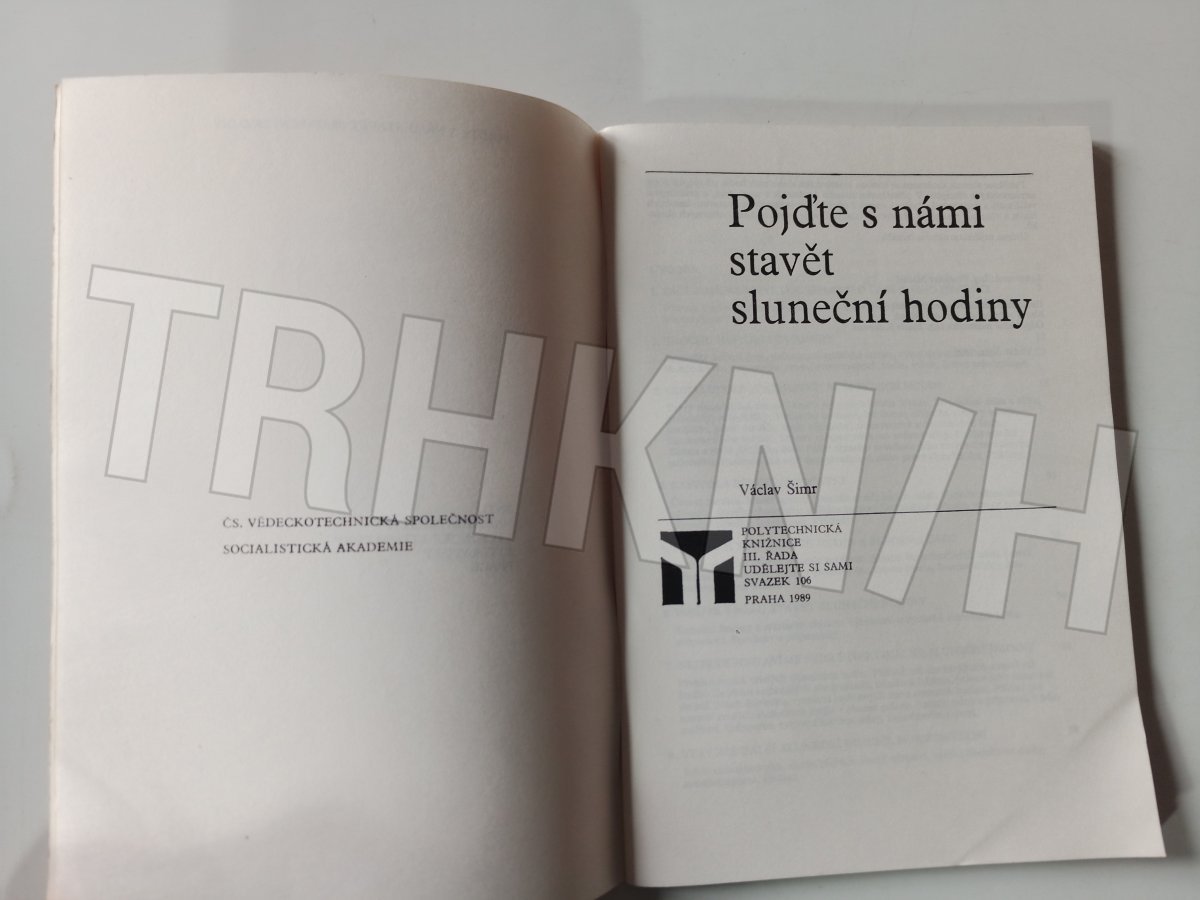 ČS. VĚDECKOTECHNICKÁ SPOLEČNOST
SOCIALISTICKÁ AKADEMIE
Pojďte s námi
stavět
sluneční hodiny
Václav Šimr
POLYTECHNICKÁ
KNIŽNICE
III. ŘADA
UDĚLEJTE SI SAMI
SVAZEK 106
PRAHA 1989
TRHKN/H